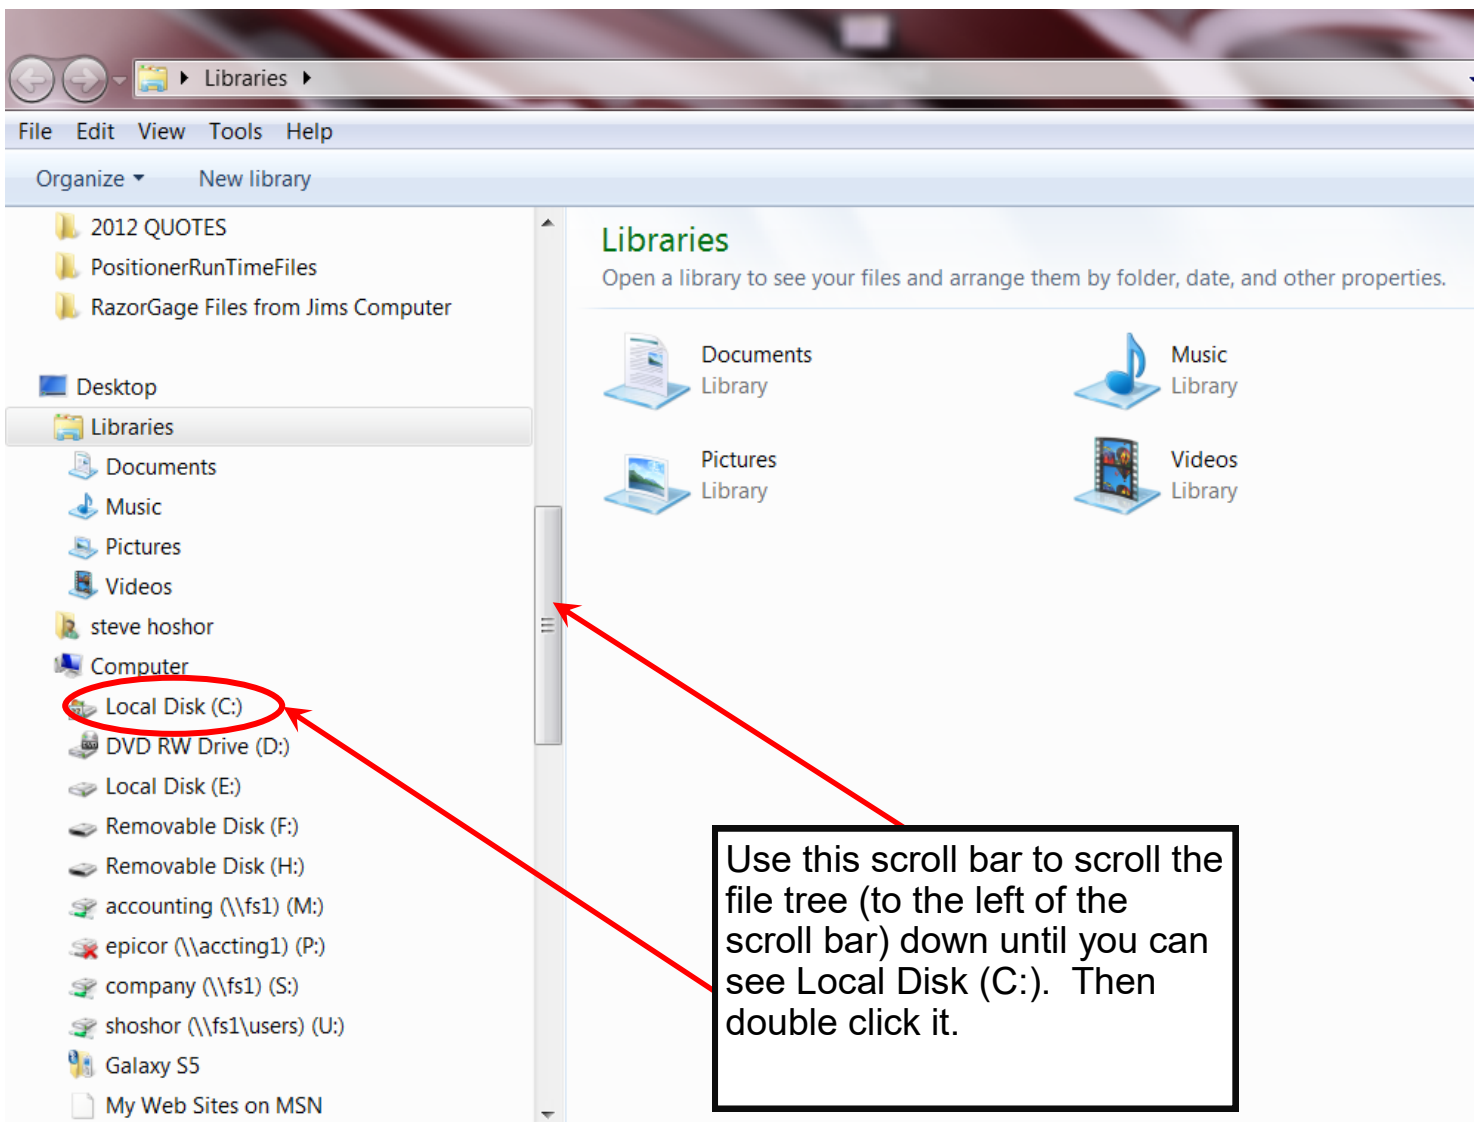 Libraries
File Edit View Tools Help
Organize New library
2012 QUOTES
PositionerRunTimeFiles
RazorGage Files from Jims Computer
Desktop
Libraries
Documents
Music
Pictures
Videos
steve hoshor
Computer
Local Disk (C:)
DVD RW Drive (D:)
Local Disk (E:)
Removable Disk (F:)
Removable Disk (H:)
accounting (\\fs1) (M:)
epicor (\\accting1) (P:)
company (\\fs1) (S:)
shoshor (\\fs1\users) (U:)
Galaxy S5
My Web Sites on MSN
Libraries
Open a library to see your files and arrange them by folder, date, and other properties.
Documents
Library
Music
Library
Pictures
Library
Videos
Library
Use this scroll bar to scroll the
file tree (to the left of the
scroll bar) down until you can
see Local Disk (C:).  Then
double click it.